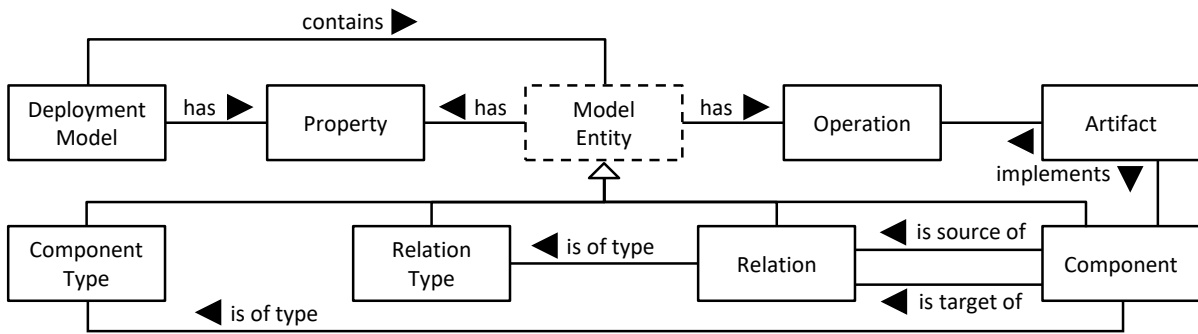 contains
Deployment
Model
has
Property
has
Model
Entity
has
Operation
Artifact
implements
Component
Type
Relation
Type
is of type
Relation
is source of
is target of
Component
is of type